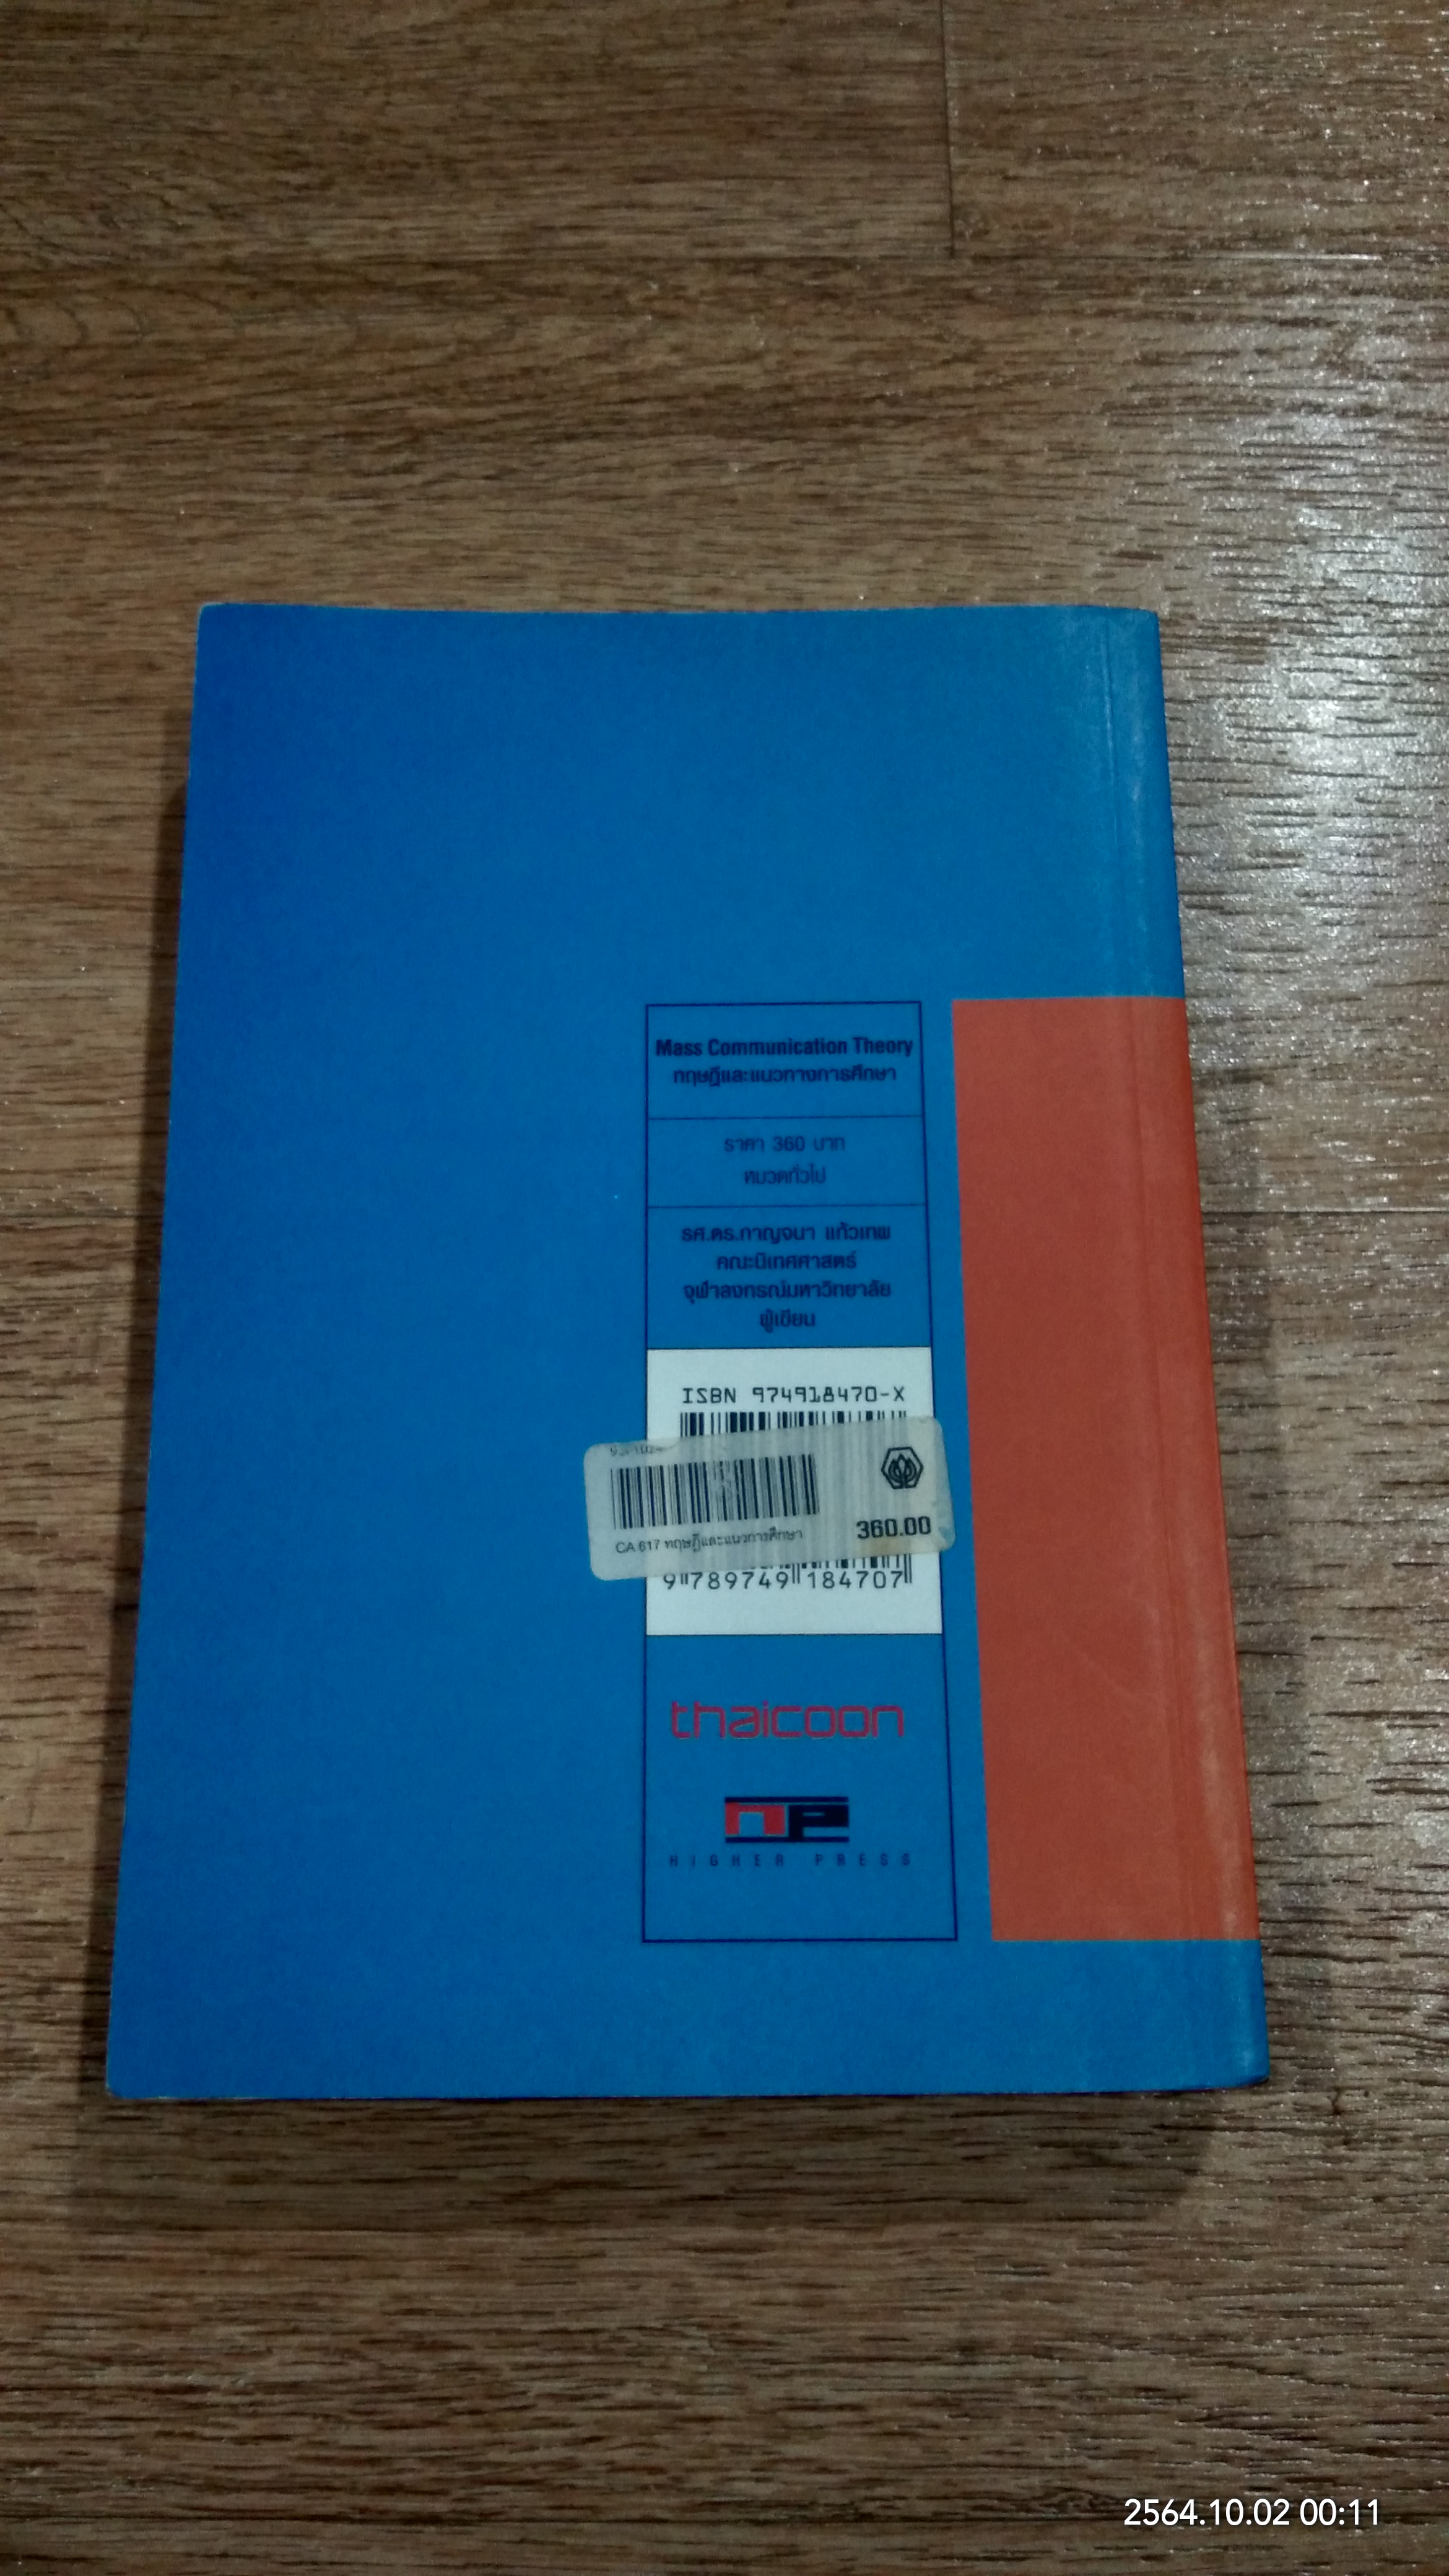 Mass Communication Theory
ทฤษฎีและแนวทางการศึกษา
ราคา 360 บาท
หมวดทั่วไป
รศ.ดร.กาญจนา แก้วเทพ
คณะนิเทศศาสตร์
จุฬาลงกรณ์มหาวิทยาลัย
ผู้เขียน
ISBN 974918470-X
360.00
CA 617 ทฤษฎีและแนวการศึกษา
9 789749 184707
thaicoon
HIGHER PRESS
2564.10.02 00:11